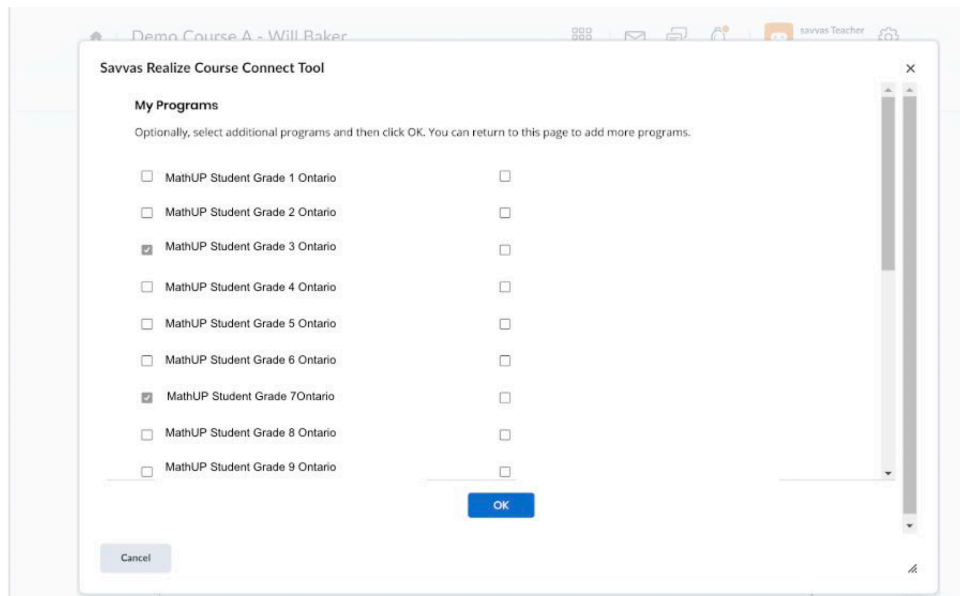 Demo Course A - Will Baker
savvas Teacher
Savvas Realize Course Connect Tool
My Programs
Optionally, select additional programs and then click OK. You can return to this page to add more programs.
MathUP Student Grade 1 Ontario
MathUP Student Grade 2 Ontario
MathUP Student Grade 3 Ontario
MathUP Student Grade 4 Ontario
MathUP Student Grade 5 Ontario
MathUP Student Grade 6 Ontario
MathUP Student Grade 7Ontario
MathUP Student Grade 8 Ontario
MathUP Student Grade 9 Ontario
OK
Cancel